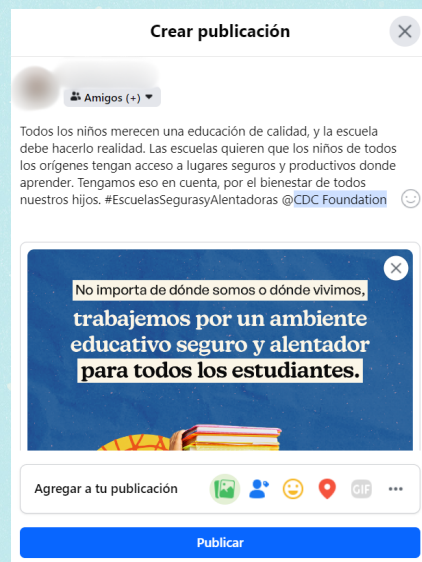 Crear publicación
Amigos (+)
Todos los niños merecen una educación de calidad, y la escuela
debe hacerlo realidad. Las escuelas quieren que los niños de todos
los orígenes tengan acceso a lugares seguros y productivos donde
aprender. Tengamos eso en cuenta, por el bienestar de todos
nuestros hijos. #EscuelasSegurasyAlentadoras @CDC Foundation
No importa de dónde somos o dónde vivimos,
trabajemos por un ambiente
educativo seguro y alentador
para todos los estudiantes.
Agregar a tu publicación
GIF
Publicar